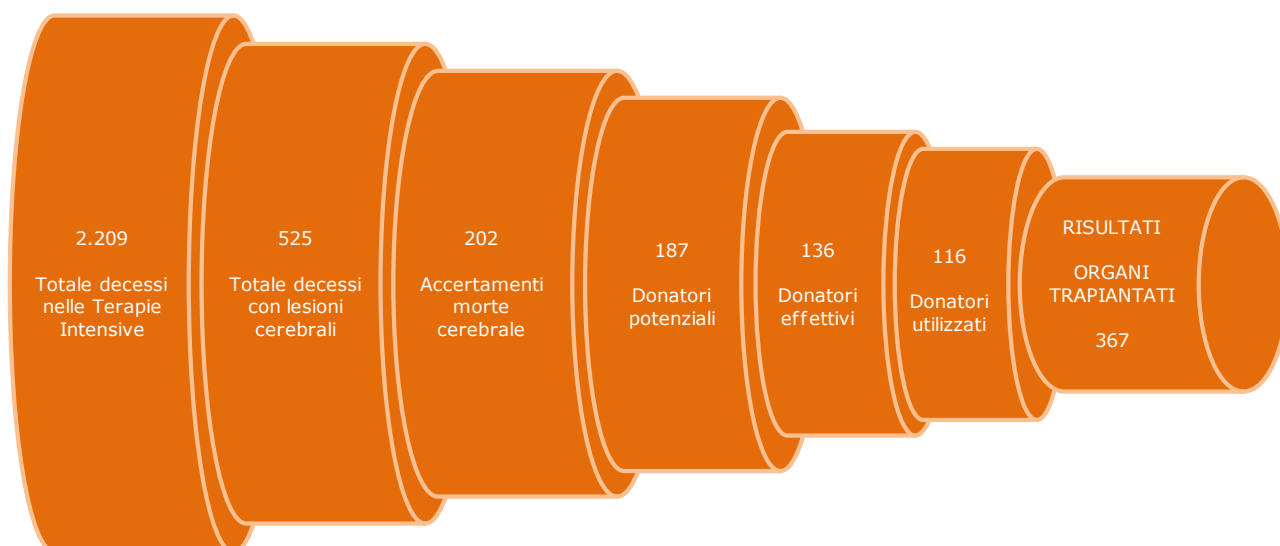 2.209
Totale decessi
nelle Terapie
Intensive
525
Totale decessi
con lesioni
cerebrali
202
Accertamenti
morte
cerebrale
187
Donatori
potenziali
136
Donatori
effettivi
116
Donatori
utilizzati
RISULTATI
ORGANI
TRAPIANTATI
367